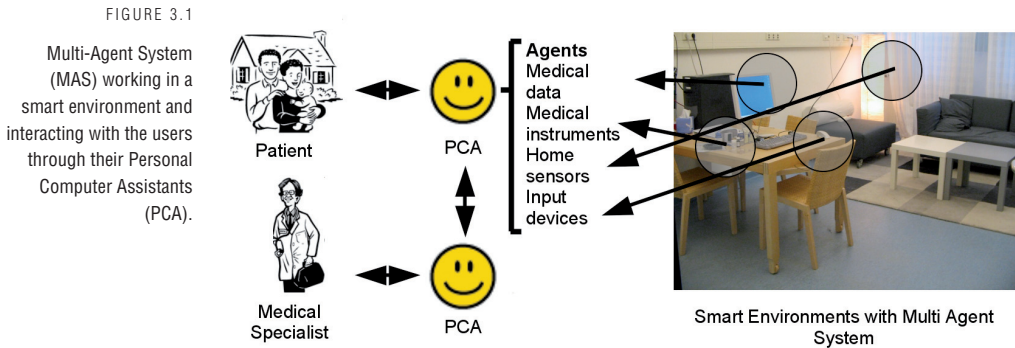 FIGURE 3.1
Multi-Agent System
(MAS) working in a
smart environment and
interacting with the users
through their Personal
Computer Assistants
(PCA).
Patient
PCA
Agents
Medical
data
Medical
instruments
Home
sensors
Input
devices
Medical
Specialist
PCA
Smart Environments with Multi Agent
System